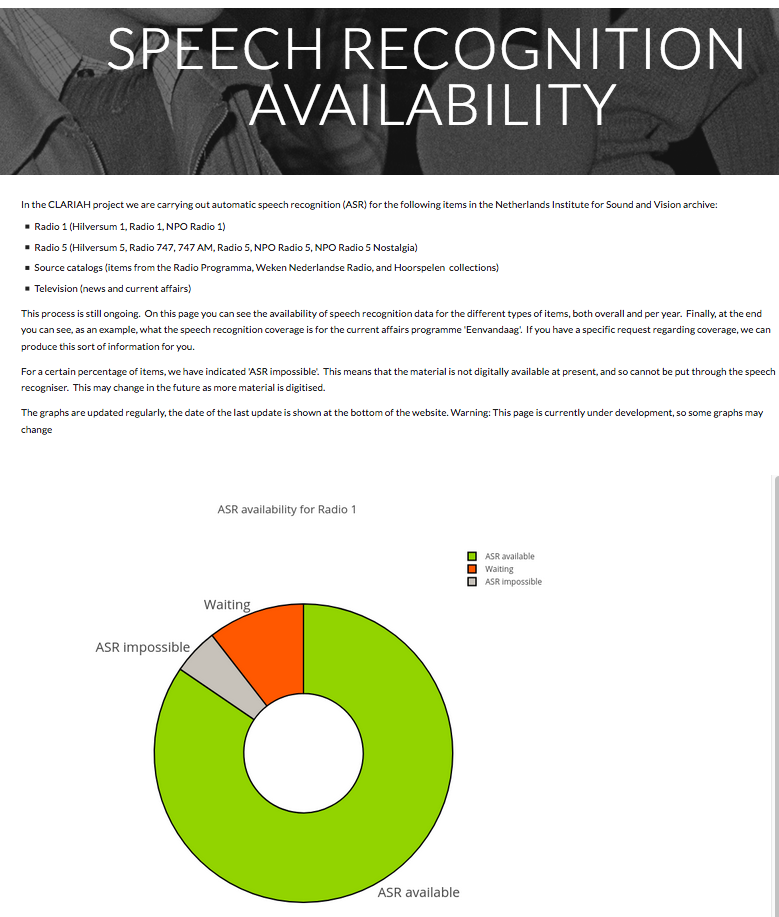 SPEECH RECOGNITION
AVAILABILITY
In the CLARIAH project we are carrying out automatic speech recognition (ASR) for the following items in the Netherlands Institute for Sound and Vision archive:
Radio 1 (Hilversum 1, Radio 1, NPO Radio 1)
Radio 5 (Hilversum 5, Radio 747, 747 AM, Radio 5, NPO Radio 5, NPO Radio 5 Nostalgia)
Source catalogs (items from the Radio Programma, Weken Nederlandse Radio, and Hoorspelen collections)
Television (news and current affairs)
This process is still ongoing. On this page you can see the availability of speech recognition data for the different types of items, both overall and per year. Finally, at the end
you can see, as an example, what the speech recognition coverage is for the current affairs programme 'Eenvandaag'. If you have a specific request regarding coverage, we can
produce this sort of information for you.
For a certain percentage of items, we have indicated 'ASR impossible'. This means that the material is not digitally available at present, and so cannot be put through the speech
recogniser. This may change in the future as more material is digitised.
The graphs are updated regularly, the date of the last update is shown at the bottom of the website. Warning: This page is currently under development, so some graphs may
change
ASR availability for Radio 1
ASR available
Waiting
ASR impossible
Waiting
ASR impossible
ASR available